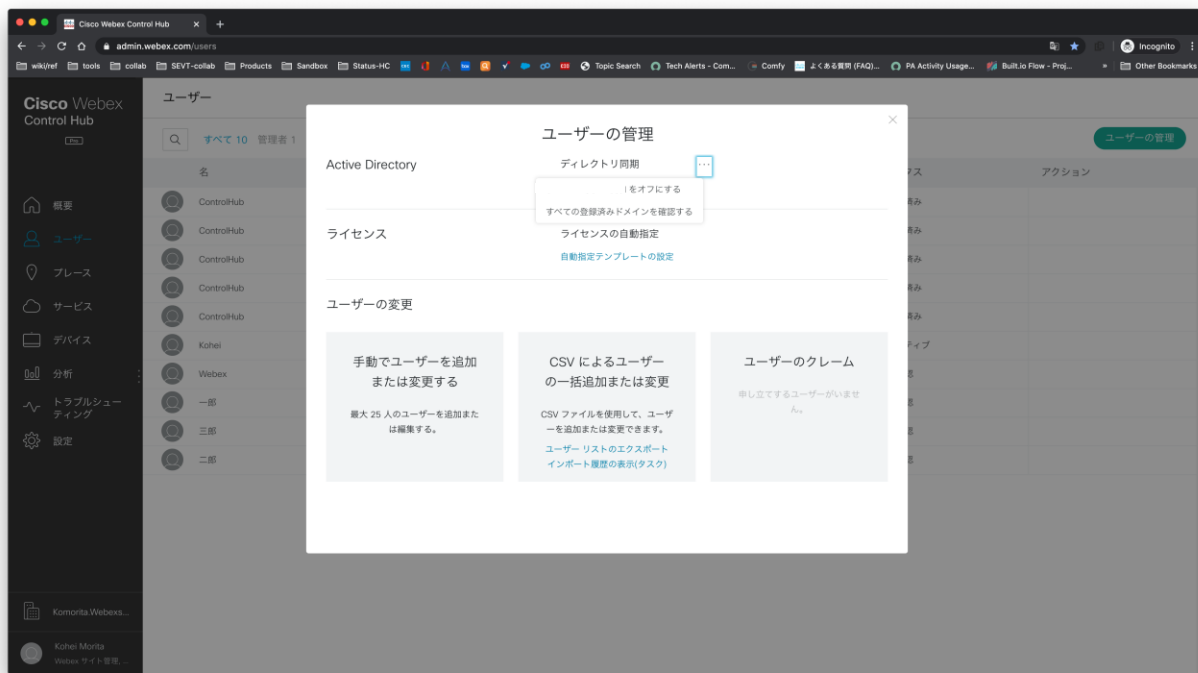 Cisco Webex Control Hub
admin.webex.com/users
Incognito
wiki/ref tools collab SEVT-collab Products Sandbox Status-HC Topic Search Tech Alerts - Com... Comfy よくある質問 (FAQ)... PA Activity Usage... Built.io Flow - Proj... » Other Bookmarks
Cisco Webex
Control Hub
Pro
概要
ユーザー
プレース
サービス
デバイス
分析
トラブルシュー
ティング
設定
Komorita.Webexs...
Kohei Morita
Webex サイト管理, ...
ユーザー
すべて 10 管理者 1
ユーザーの管理
名
アクション
ControlHub
ControlHub
ControlHub
ControlHub
ControlHub
Kohei
Webex
一郎
三郎
二郎
ユーザーの管理
Active Directory
ディレクトリ同期
...
をオフにする
すべての登録済みドメインを確認する
ライセンス
ライセンスの自動指定
自動指定テンプレートの設定
ユーザーの変更
手動でユーザーを追加
または変更する
最大 25 人のユーザーを追加また
は編集する。
CSV によるユーザー
の一括追加または変更
CSV ファイルを使用して、ユーザ
ーを追加または変更できます。
ユーザー リストのエクスポート
インポート履歴の表示(タスク)
ユーザーのクレーム
申し立てするユーザーがいませ
ん。